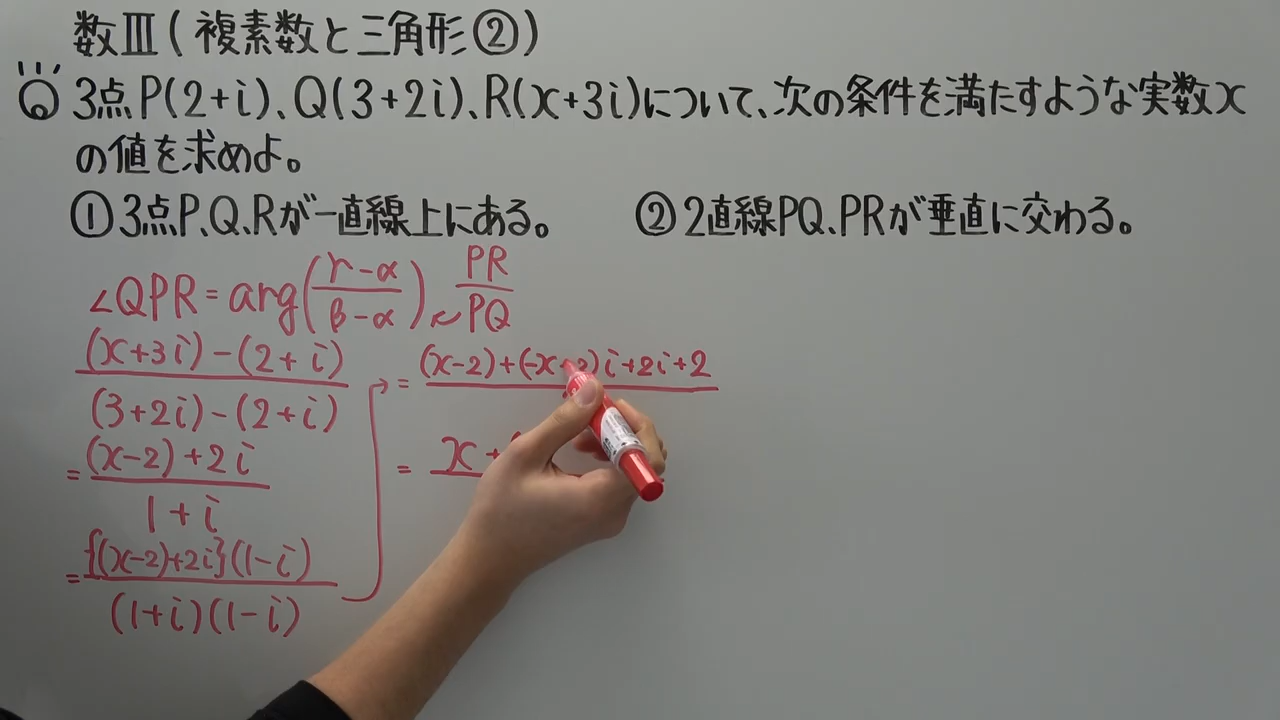 数Ⅲ(複素数と三角形②)
Q 3点P(2+i)、Q(3+2i)、R(x+3i)について、次の条件を満たすような実数x
の値を求めよ。
①3点P、Q、Rが一直線上にある。
②2直線PQ、PRが垂直に交わる。
∠QPR=arg(γ-α/β-α) PR/PQ
(x+3i)-(2+i)
(3+2i)-(2+i)
=(x-2)+2i
1+i
={(x-2)+2i}(1-i)
(1+i)(1-i)
=(x-2)+(-x+2)i+2i+2
=x+